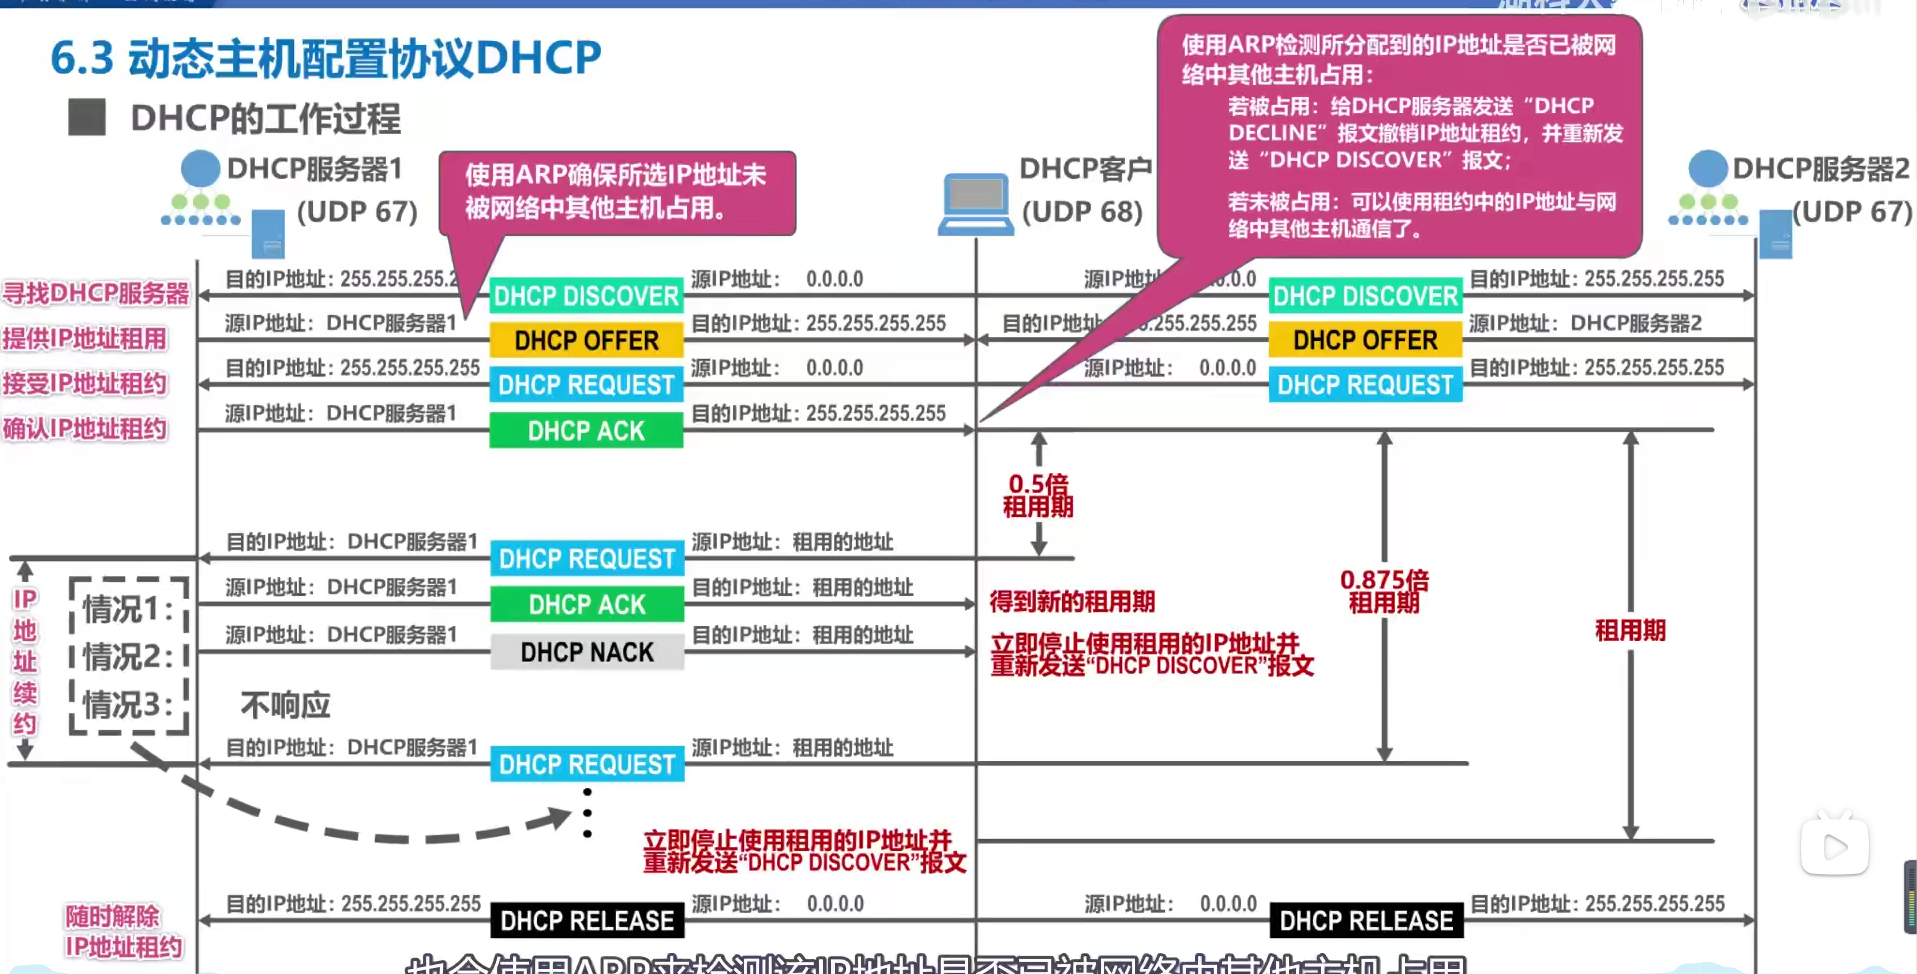 6.3 动态主机配置协议DHCP
DHCP的工作过程
使用ARP检测所分配到的IP地址是否已被网
络中其他主机占用：
若被占用：给DHCP服务器发送“DHCP
DECLINE”报文撤销IP地址租约，并重新发
送“DHCP DISCOVER”报文；
若未被占用：可以使用租约中的IP地址与网
络中其他主机通信了。
DHCP服务器1
(UDP 67)
使用ARP确保所选IP地址未
被网络中其他主机占用。
DHCP客户
(UDP 68)
DHCP服务器2
(UDP 67)
寻找DHCP服务器
目的IP地址：255.255.255.2
DHCP DISCOVER
源IP地址： 0.0.0.0
源IP地 .0.0
DHCP DISCOVER
目的IP地址：255.255.255.255
提供IP地址租用
源IP地址：DHCP服务器1
DHCP OFFER
目的IP地址：255.255.255.255
目的IP地址 5.255.255
DHCP OFFER
源IP地址：DHCP服务器2
接受IP地址租约
目的IP地址：255.255.255.255
DHCP REQUEST
源IP地址： 0.0.0.0
源IP地址： 0.0.0.0
DHCP REQUEST
目的IP地址：255.255.255.255
确认IP地址租约
源IP地址：DHCP服务器1
DHCP ACK
目的IP地址：255.255.255.255
0.5倍
租用期
目的IP地址：DHCP服务器1
DHCP REQUEST
源IP地址：租用的地址
0.875倍
租用期
租用期
IP地址续约
情况1：
源IP地址：DHCP服务器1
DHCP ACK
目的IP地址：租用的地址
得到新的租用期
情况2：
源IP地址：DHCP服务器1
DHCP NACK
目的IP地址：租用的地址
立即停止使用租用的IP地址并
重新发送“DHCP DISCOVER”报文
情况3：
不响应
目的IP地址：DHCP服务器1
DHCP REQUEST
源IP地址：租用的地址
立即停止使用租用的IP地址并
重新发送“DHCP DISCOVER”报文
随时解除
IP地址租约
目的IP地址：255.255.255.255
DHCP RELEASE
源IP地址： 0.0.0.0
源IP地址： 0.0.0.0
DHCP RELEASE
目的IP地址：255.255.255.255
也会使用ARP来检测该IP地址是否已被网络中其他主机占用